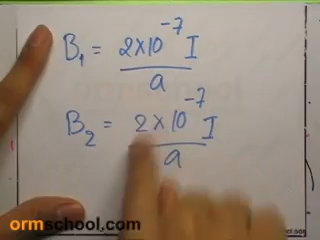 B₁ = 2×10⁻⁷ I / a
B₂ = 2×10⁻⁷ I / a
ormschool.com